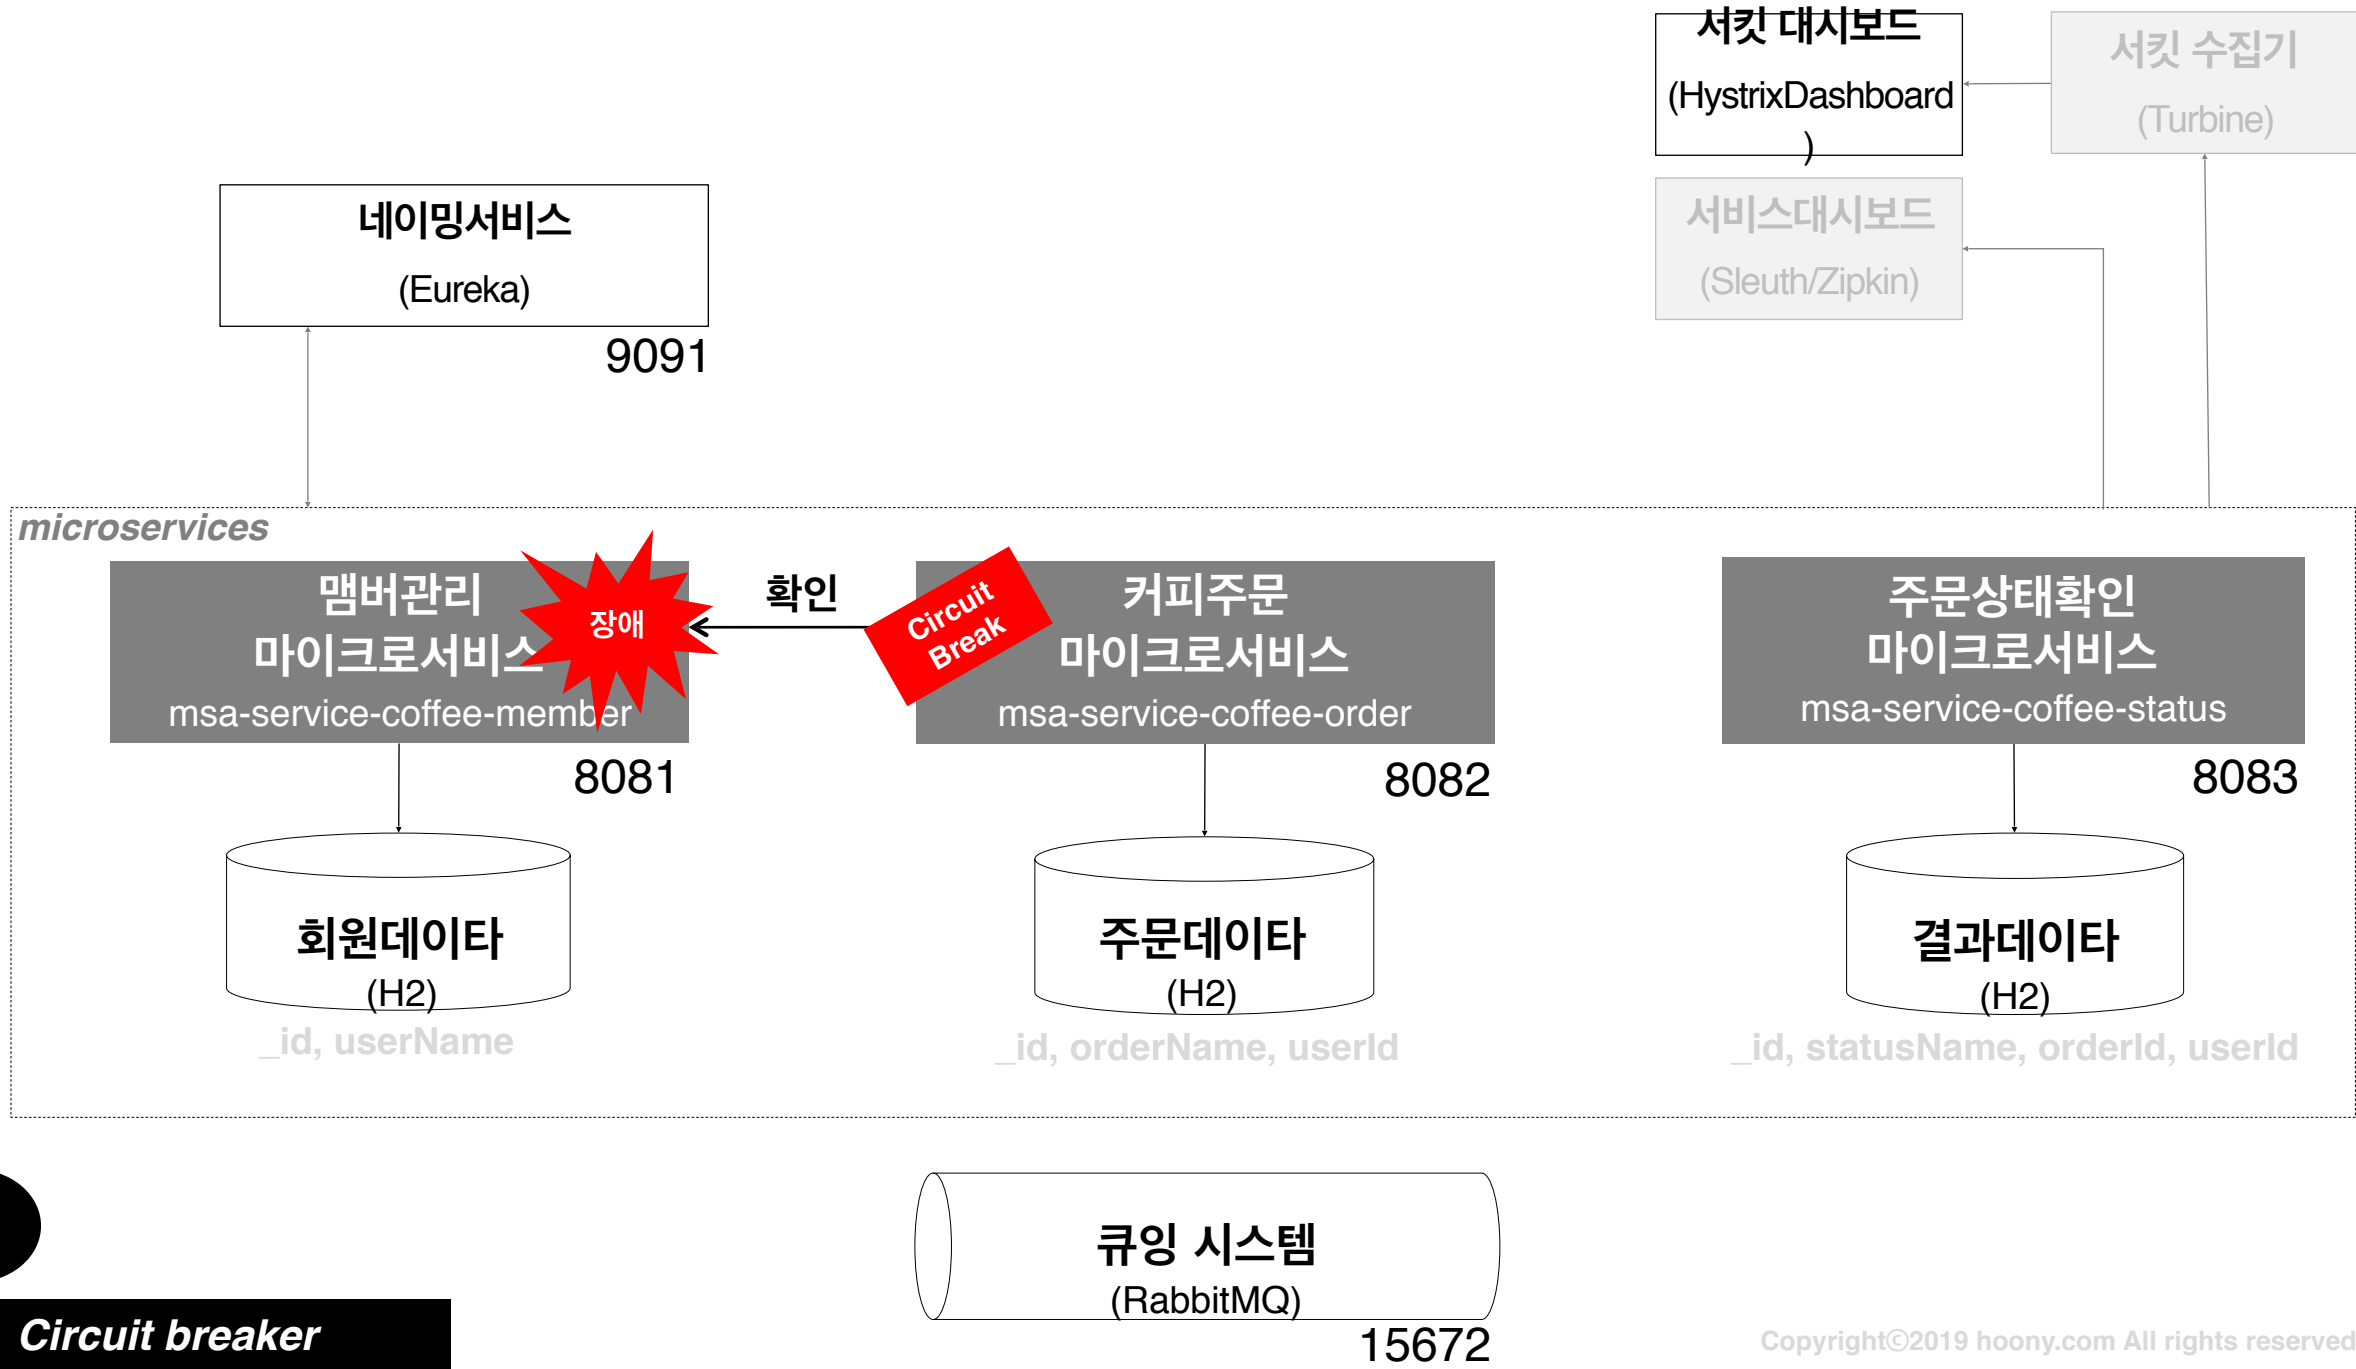 서킷 대시보드
(HystrixDashboard
)
서킷 수집기
(Turbine)
네이밍서비스
(Eureka)
9091
서비스대시보드
(Sleuth/Zipkin)
microservices
맴버관리
마이크로서비스
msa-service-coffee-member
장애
8081
확인
Circuit
Break
커피주문
마이크로서비스
msa-service-coffee-order
8082
주문상태확인
마이크로서비스
msa-service-coffee-status
8083
회원데이타
(H2)
_id, userName
주문데이타
(H2)
_id, orderName, userId
결과데이타
(H2)
_id, statusName, orderId, userId
큐잉 시스템
(RabbitMQ)
15672
Circuit breaker
Copyright©2019 hoony.com All rights reserved